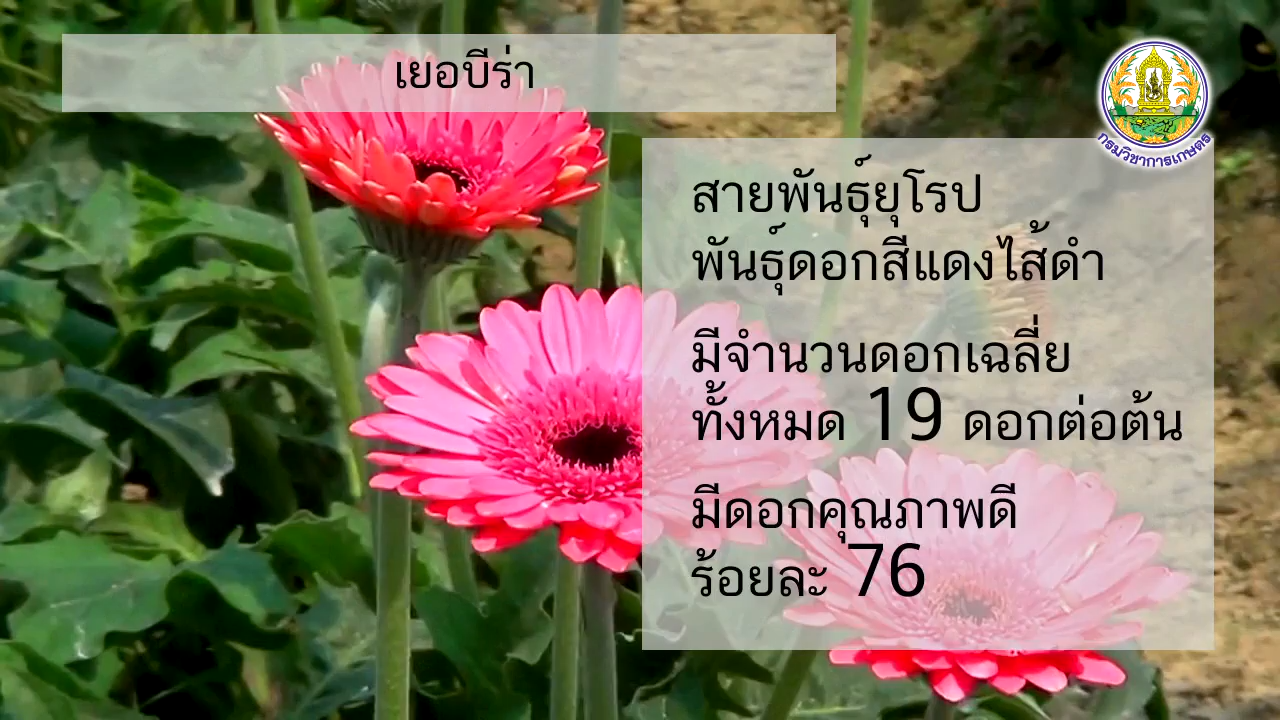 เยอบีร่า
กรมวิชาการเกษตร
สายพันธุ์ยุโรป
พันธุ์ดอกสีแดงไส้ดำ
มีจำนวนดอกเฉลี่ย
ทั้งหมด 19 ดอกต่อต้น
มีดอกคุณภาพดี
ร้อยละ 76